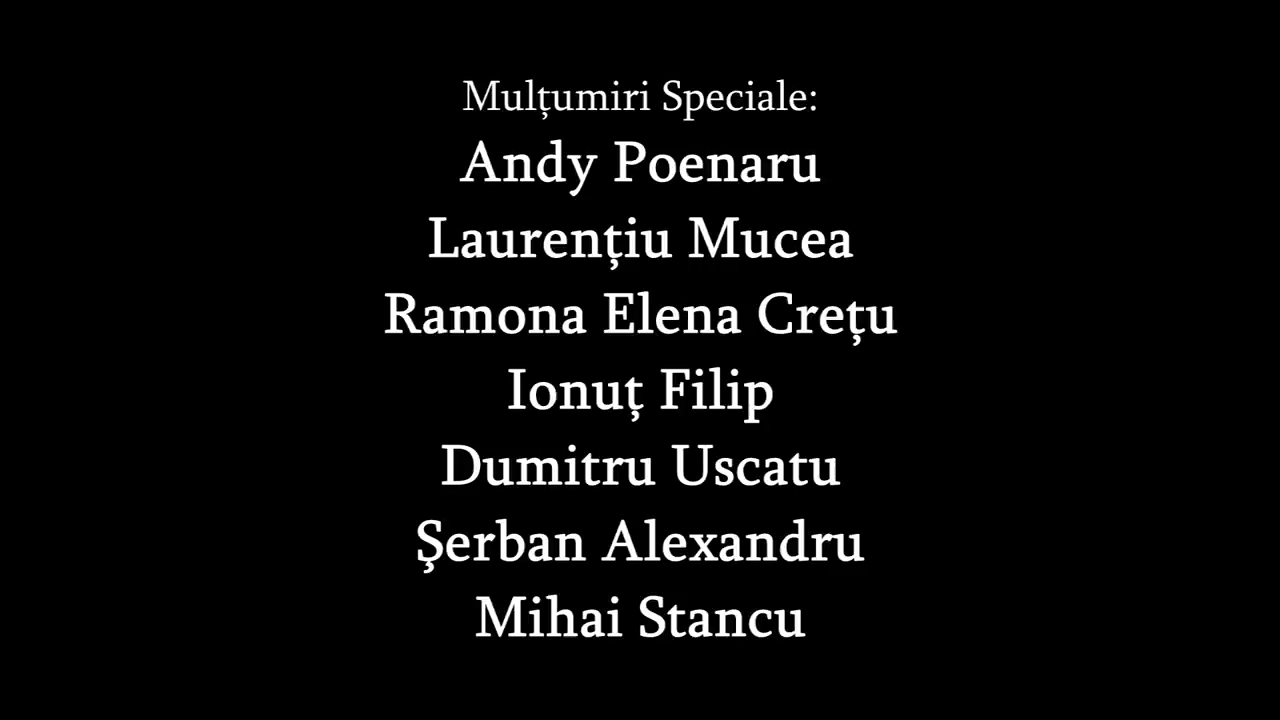 Mulțumiri Speciale:
Andy Poenaru
Laurențiu Mucea
Ramona Elena Crețu
Ionuț Filip
Dumitru Uscatu
Şerban Alexandru
Mihai Stancu